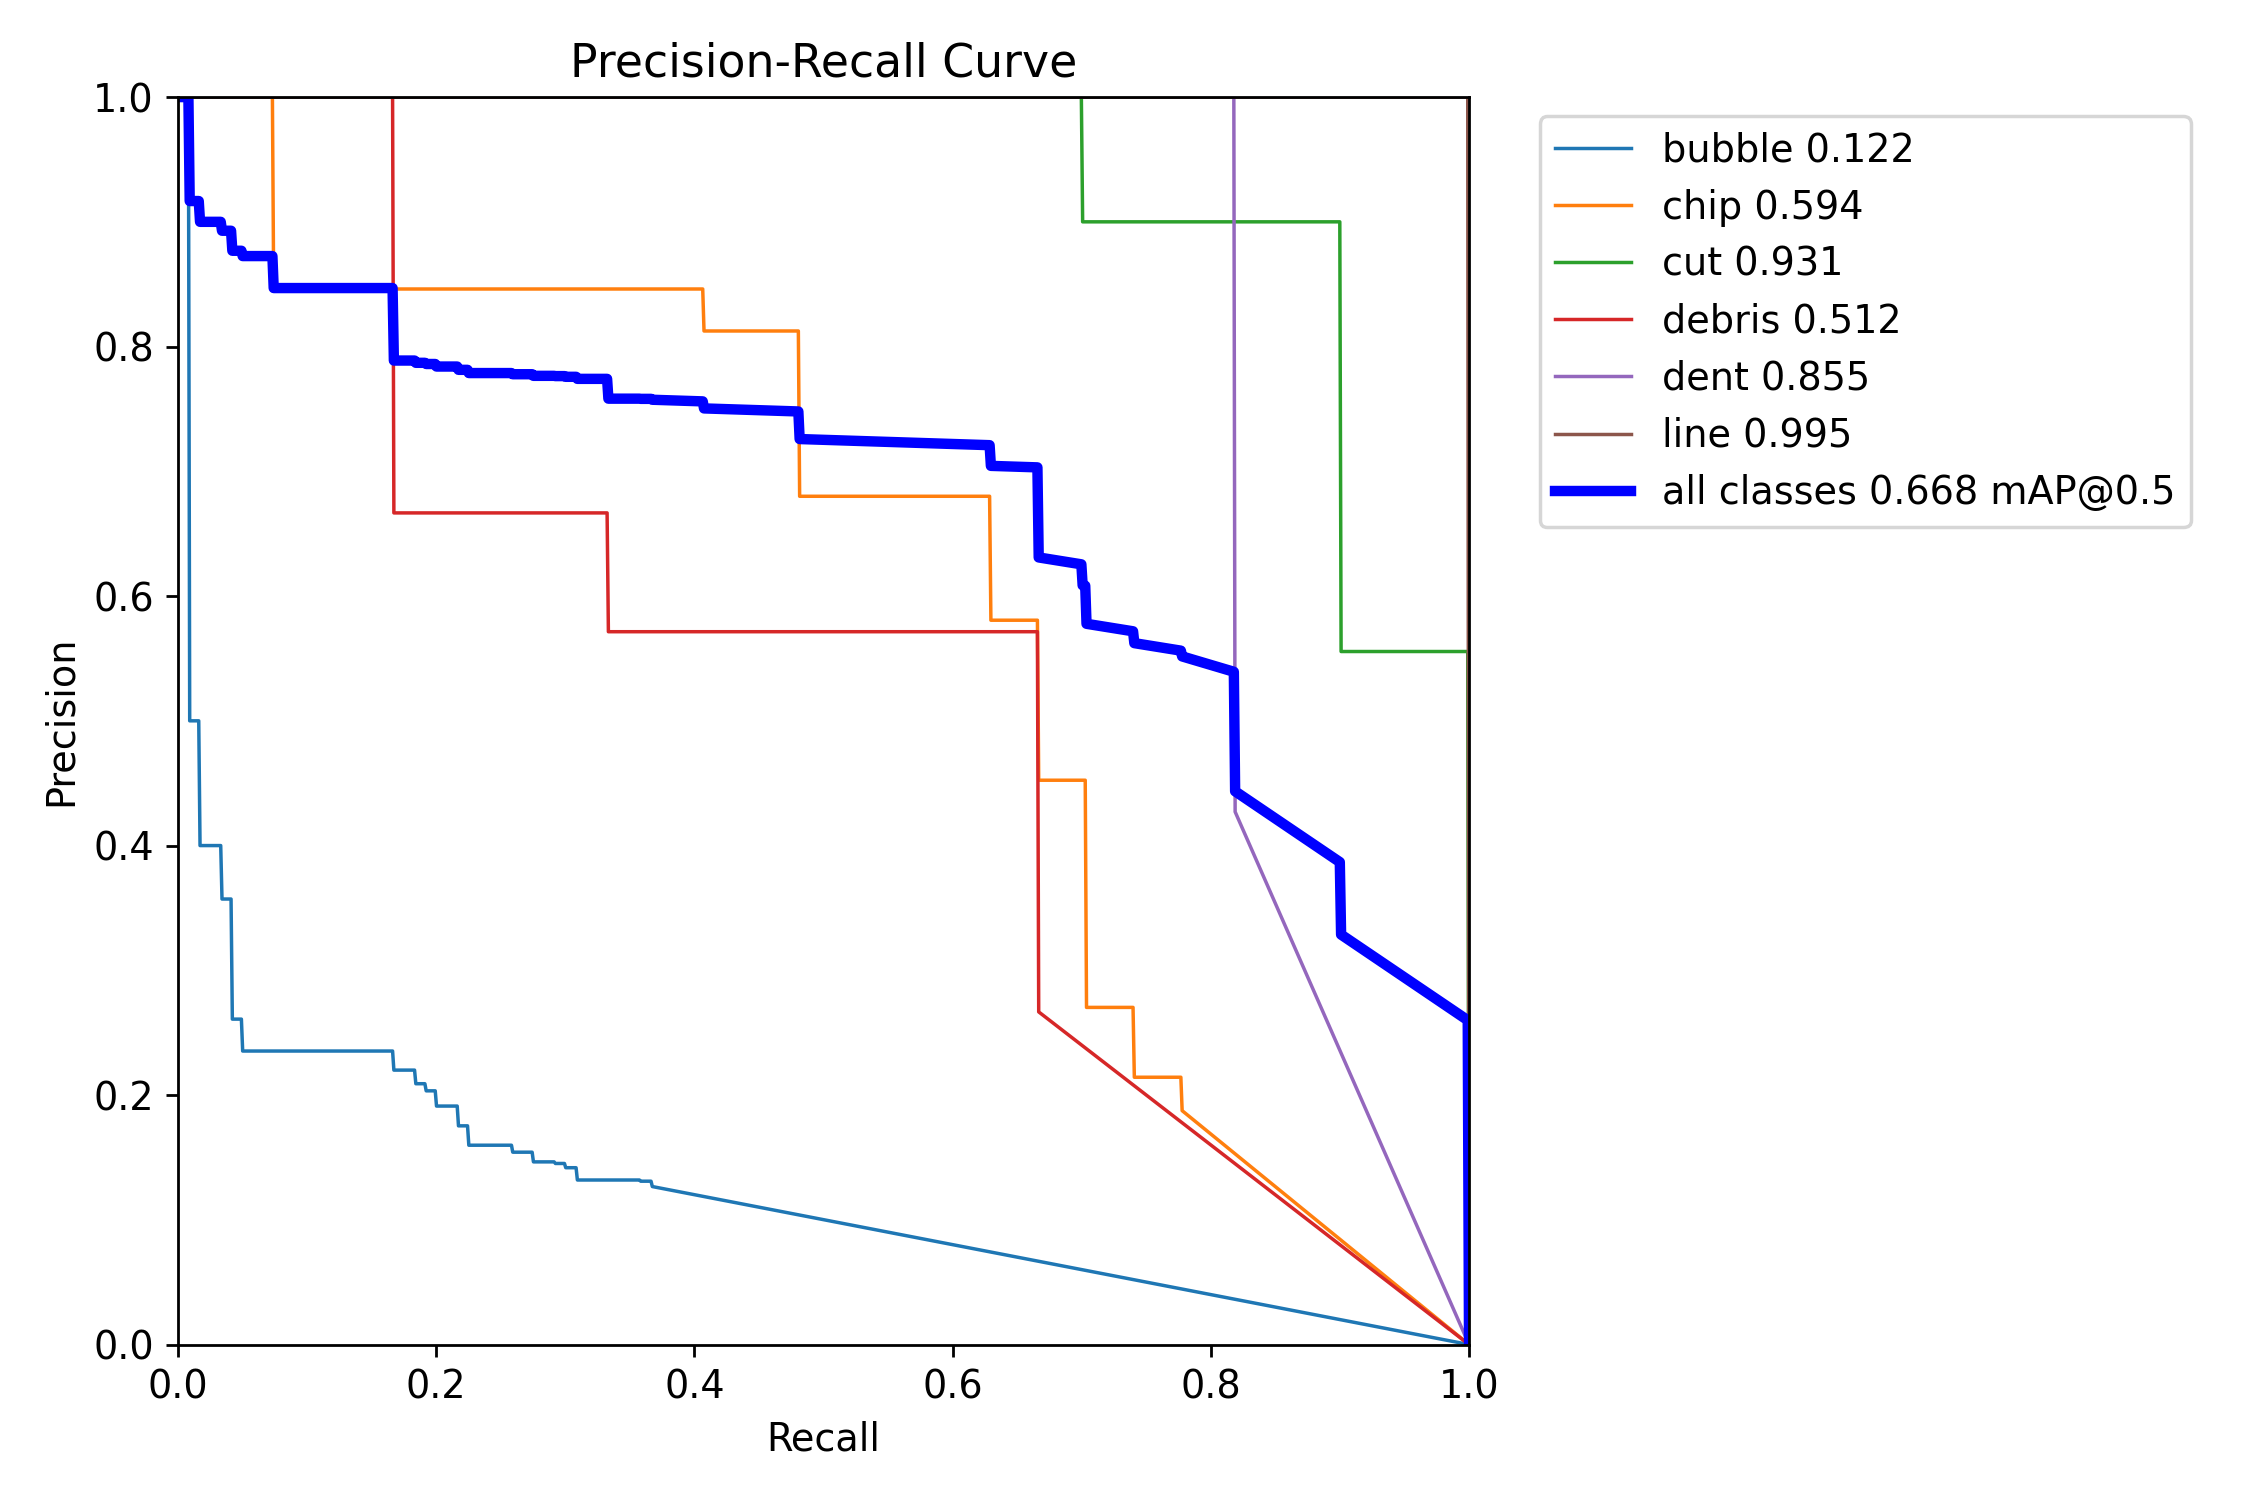 Precision-Recall Curve
1.0
0.8
0.6
0.4
0.2
0.0
Precision
0.0 0.2 0.4 0.6 0.8 1.0
Recall
bubble 0.122
chip 0.594
cut 0.931
debris 0.512
dent 0.855
line 0.995
all classes 0.668 mAP@0.5